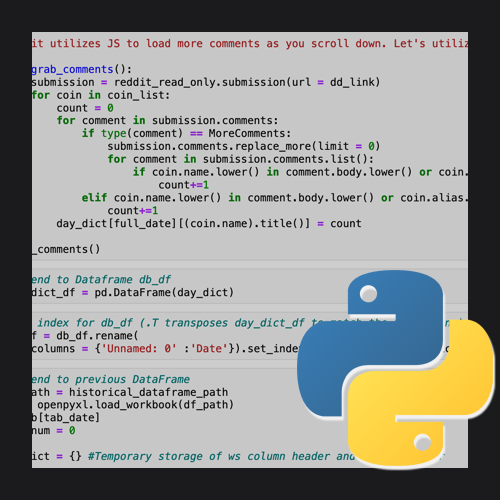 it utilizes JS to load more comments as you scroll down. Let's utiliz
grab_comments():
submission = reddit_read_only.submission(url = dd_link)
for coin in coin_list:
count = 0
for comment in submission.comments:
if type(comment) == MoreComments:
submission.comments.replace_more(limit = 0)
for comment in submission.comments.list():
if coin.name.lower() in comment.body.lower() or coin.
count+=1
elif coin.name.lower() in comment.body.lower() or coin.alias.
count+=1
day_dict[full_date][(coin.name).title()] = count
_comments()
end to Dataframe db_df
dict_df = pd.DataFrame(day_dict)
index for db_df (.T transposes day_dict_df to match the
f = db_df.rename(
columns = {'Unnamed: 0' :'Date'}).set_inde
end to previous DataFrame
ath = historical_dataframe_path
openpyxl.load_workbook(df_path)
b[tab_date]
num = 0
ict = {} #Temporary storage of ws column header and